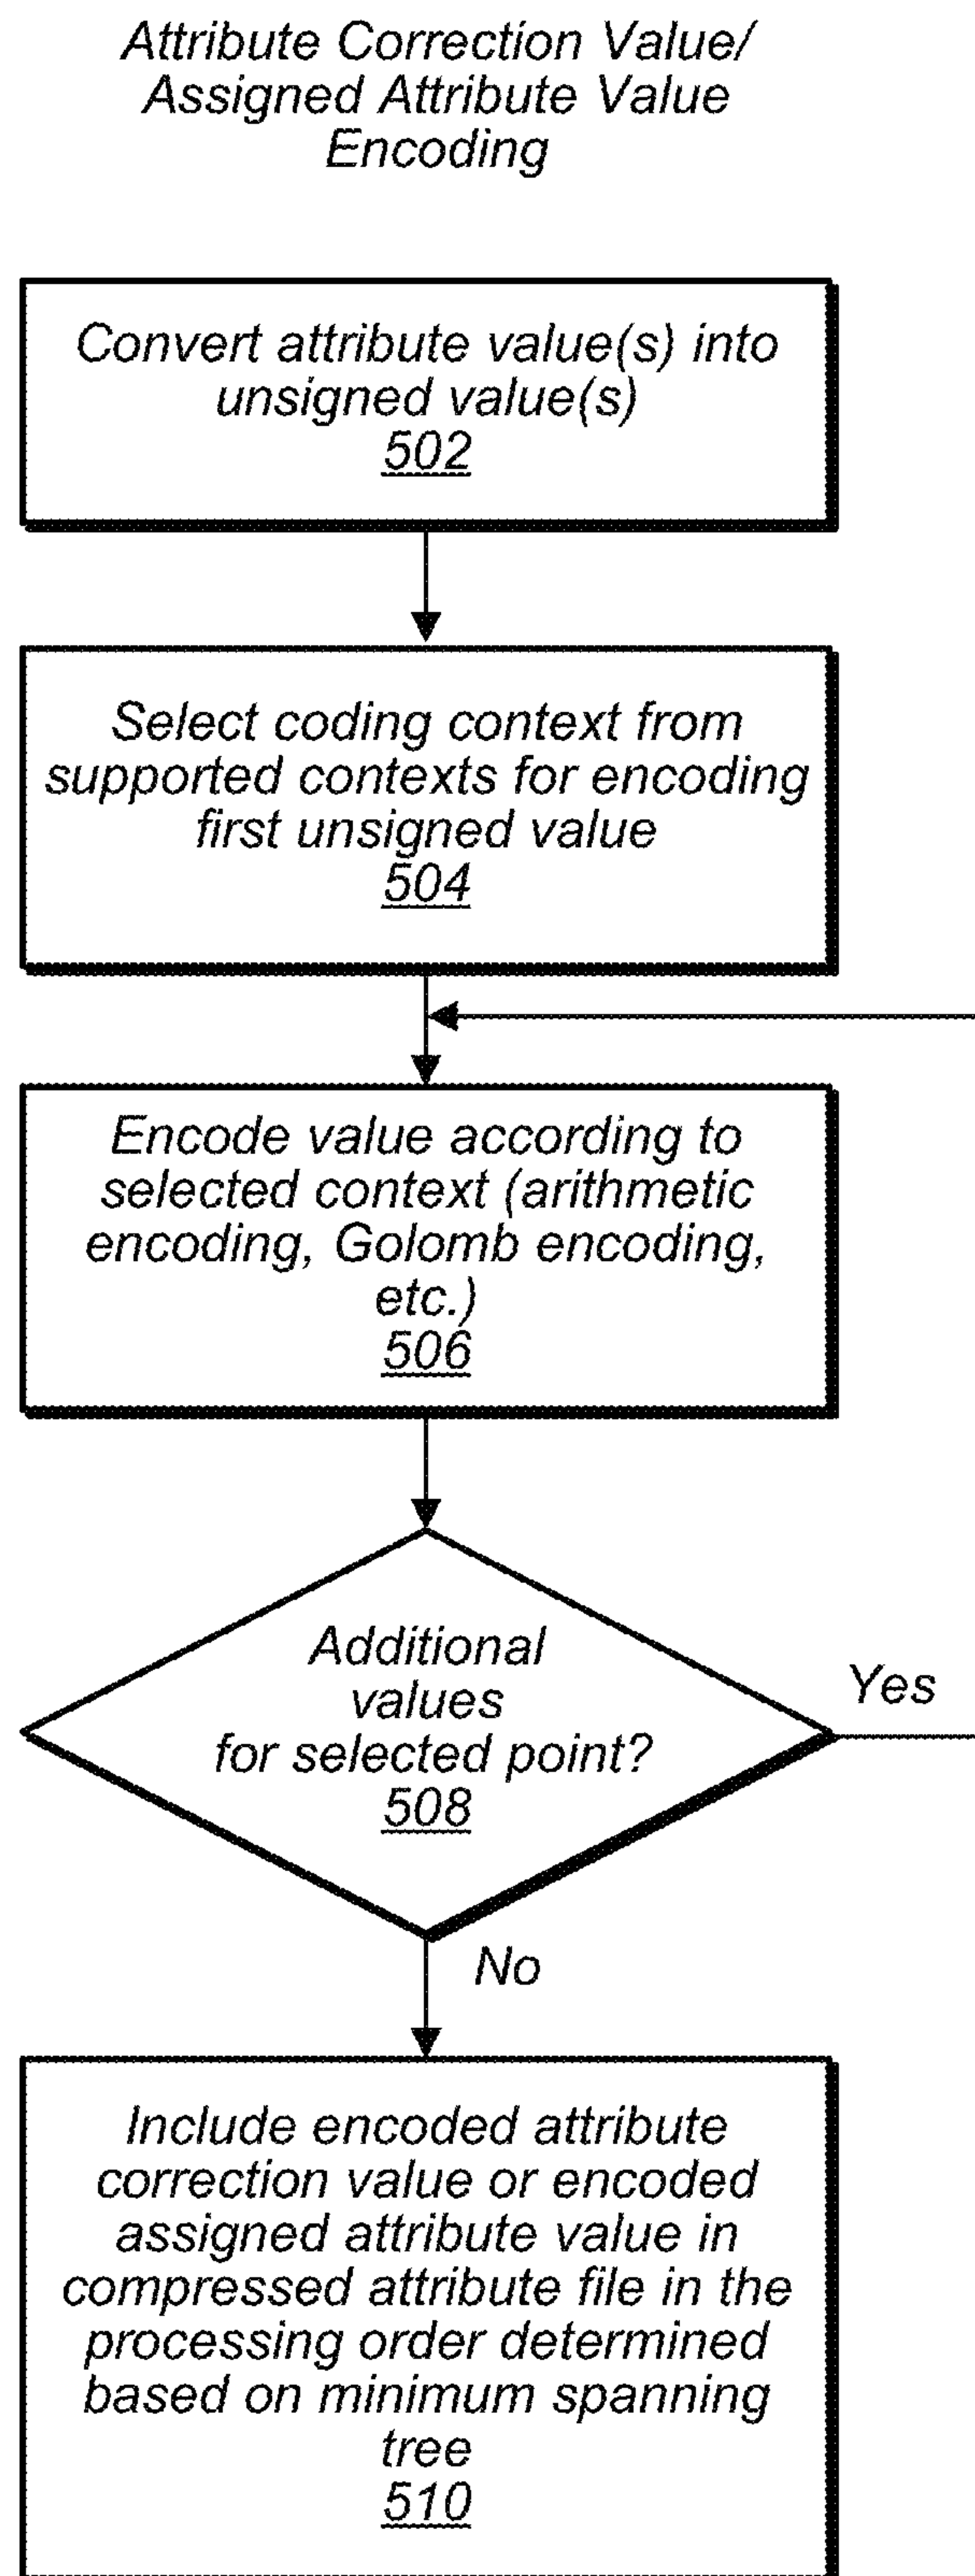 Attribute Correction Value/
Assigned Attribute Value
Encoding
Convert attribute value(s) into
unsigned value(s)
502
Select coding context from
supported contexts for encoding
first unsigned value
504
Encode value according to
selected context (arithmetic
encoding, Golomb encoding,
etc.)
506
Additional
values
for selected point?
508
Yes
No
Include encoded attribute
correction value or encoded
assigned attribute value in
compressed attribute file in the
processing order determined
based on minimum spanning
tree
510